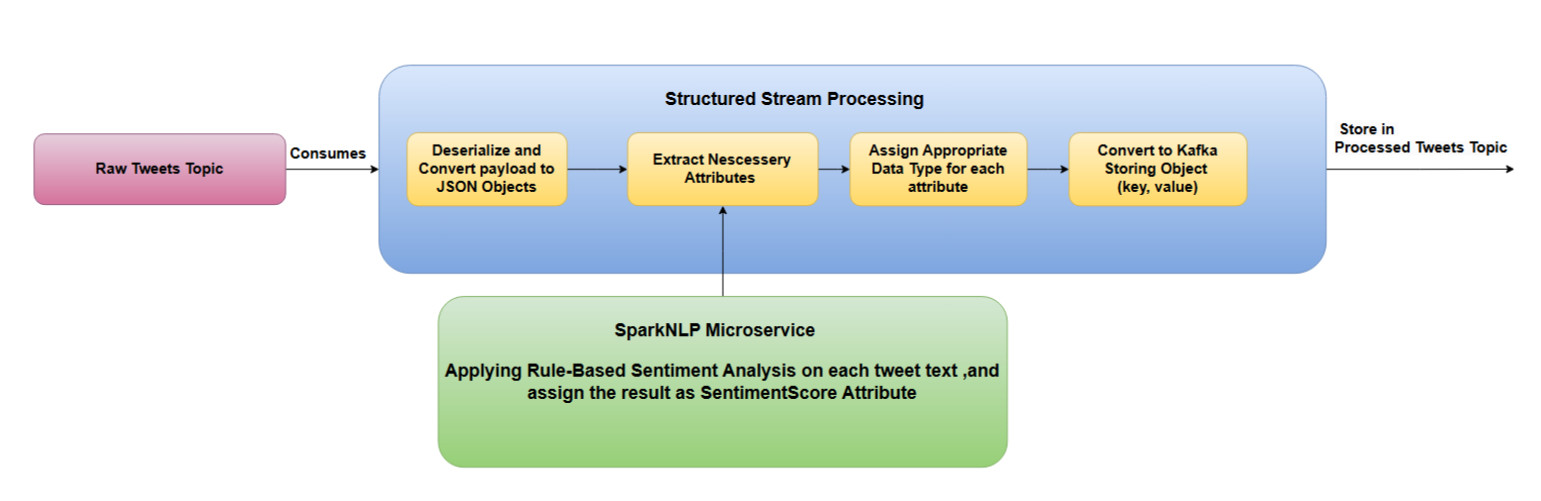 Structured Stream Processing
Raw Tweets Topic
Consumes
Deserialize and
Convert payload to
JSON Objects
Extract Nescessery
Attributes
Assign Appropriate
Data Type for each
attribute
Convert to Kafka
Storing Object
(key, value)
Store in
Processed Tweets Topic
SparkNLP Microservice
Applying Rule-Based Sentiment Analysis on each tweet text ,and
assign the result as SentimentScore Attribute